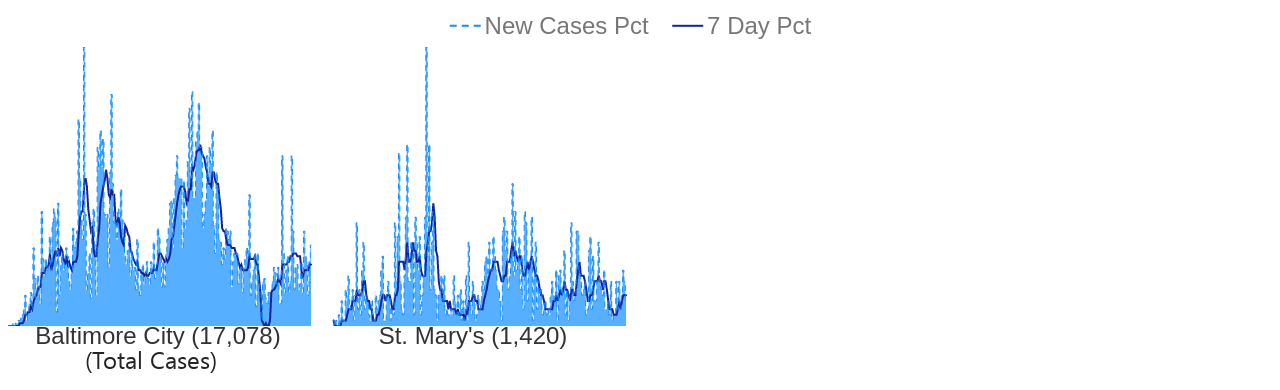 New Cases Pct 7 Day Pct
Baltimore City (17,078) St. Mary's (1,420)
(Total Cases)